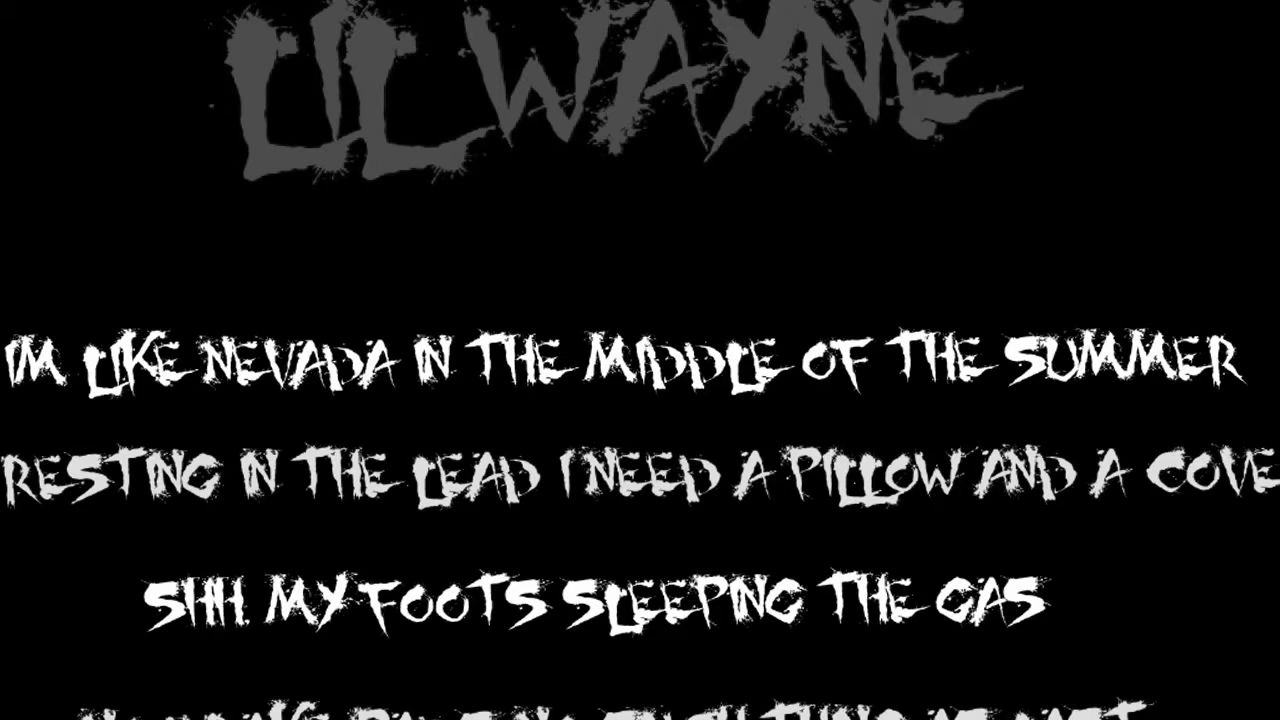 LIL WAYNE
IM LIKE NEVADA IN THE MIDDLE OF THE SUMMER
RESTING IN THE LEAD I NEED A PILLOW AND A COVE
SHH. MY FOOTS SLEEPING THE GAS